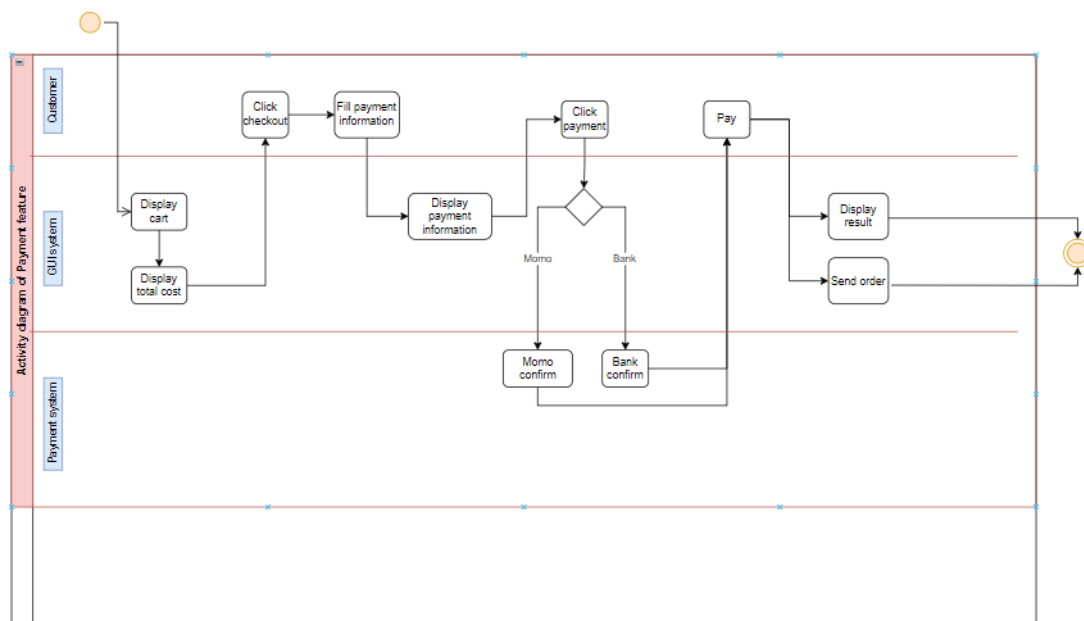 Activity diagram of Payment feature
Customer
Click
checkout
Fill payment
information
Click
payment
Pay
GUI system
Display
cart
Display
total cost
Display
payment
information
Momo
Bank
Display
result
Send order
Payment system
Momo
confirm
Bank
confirm